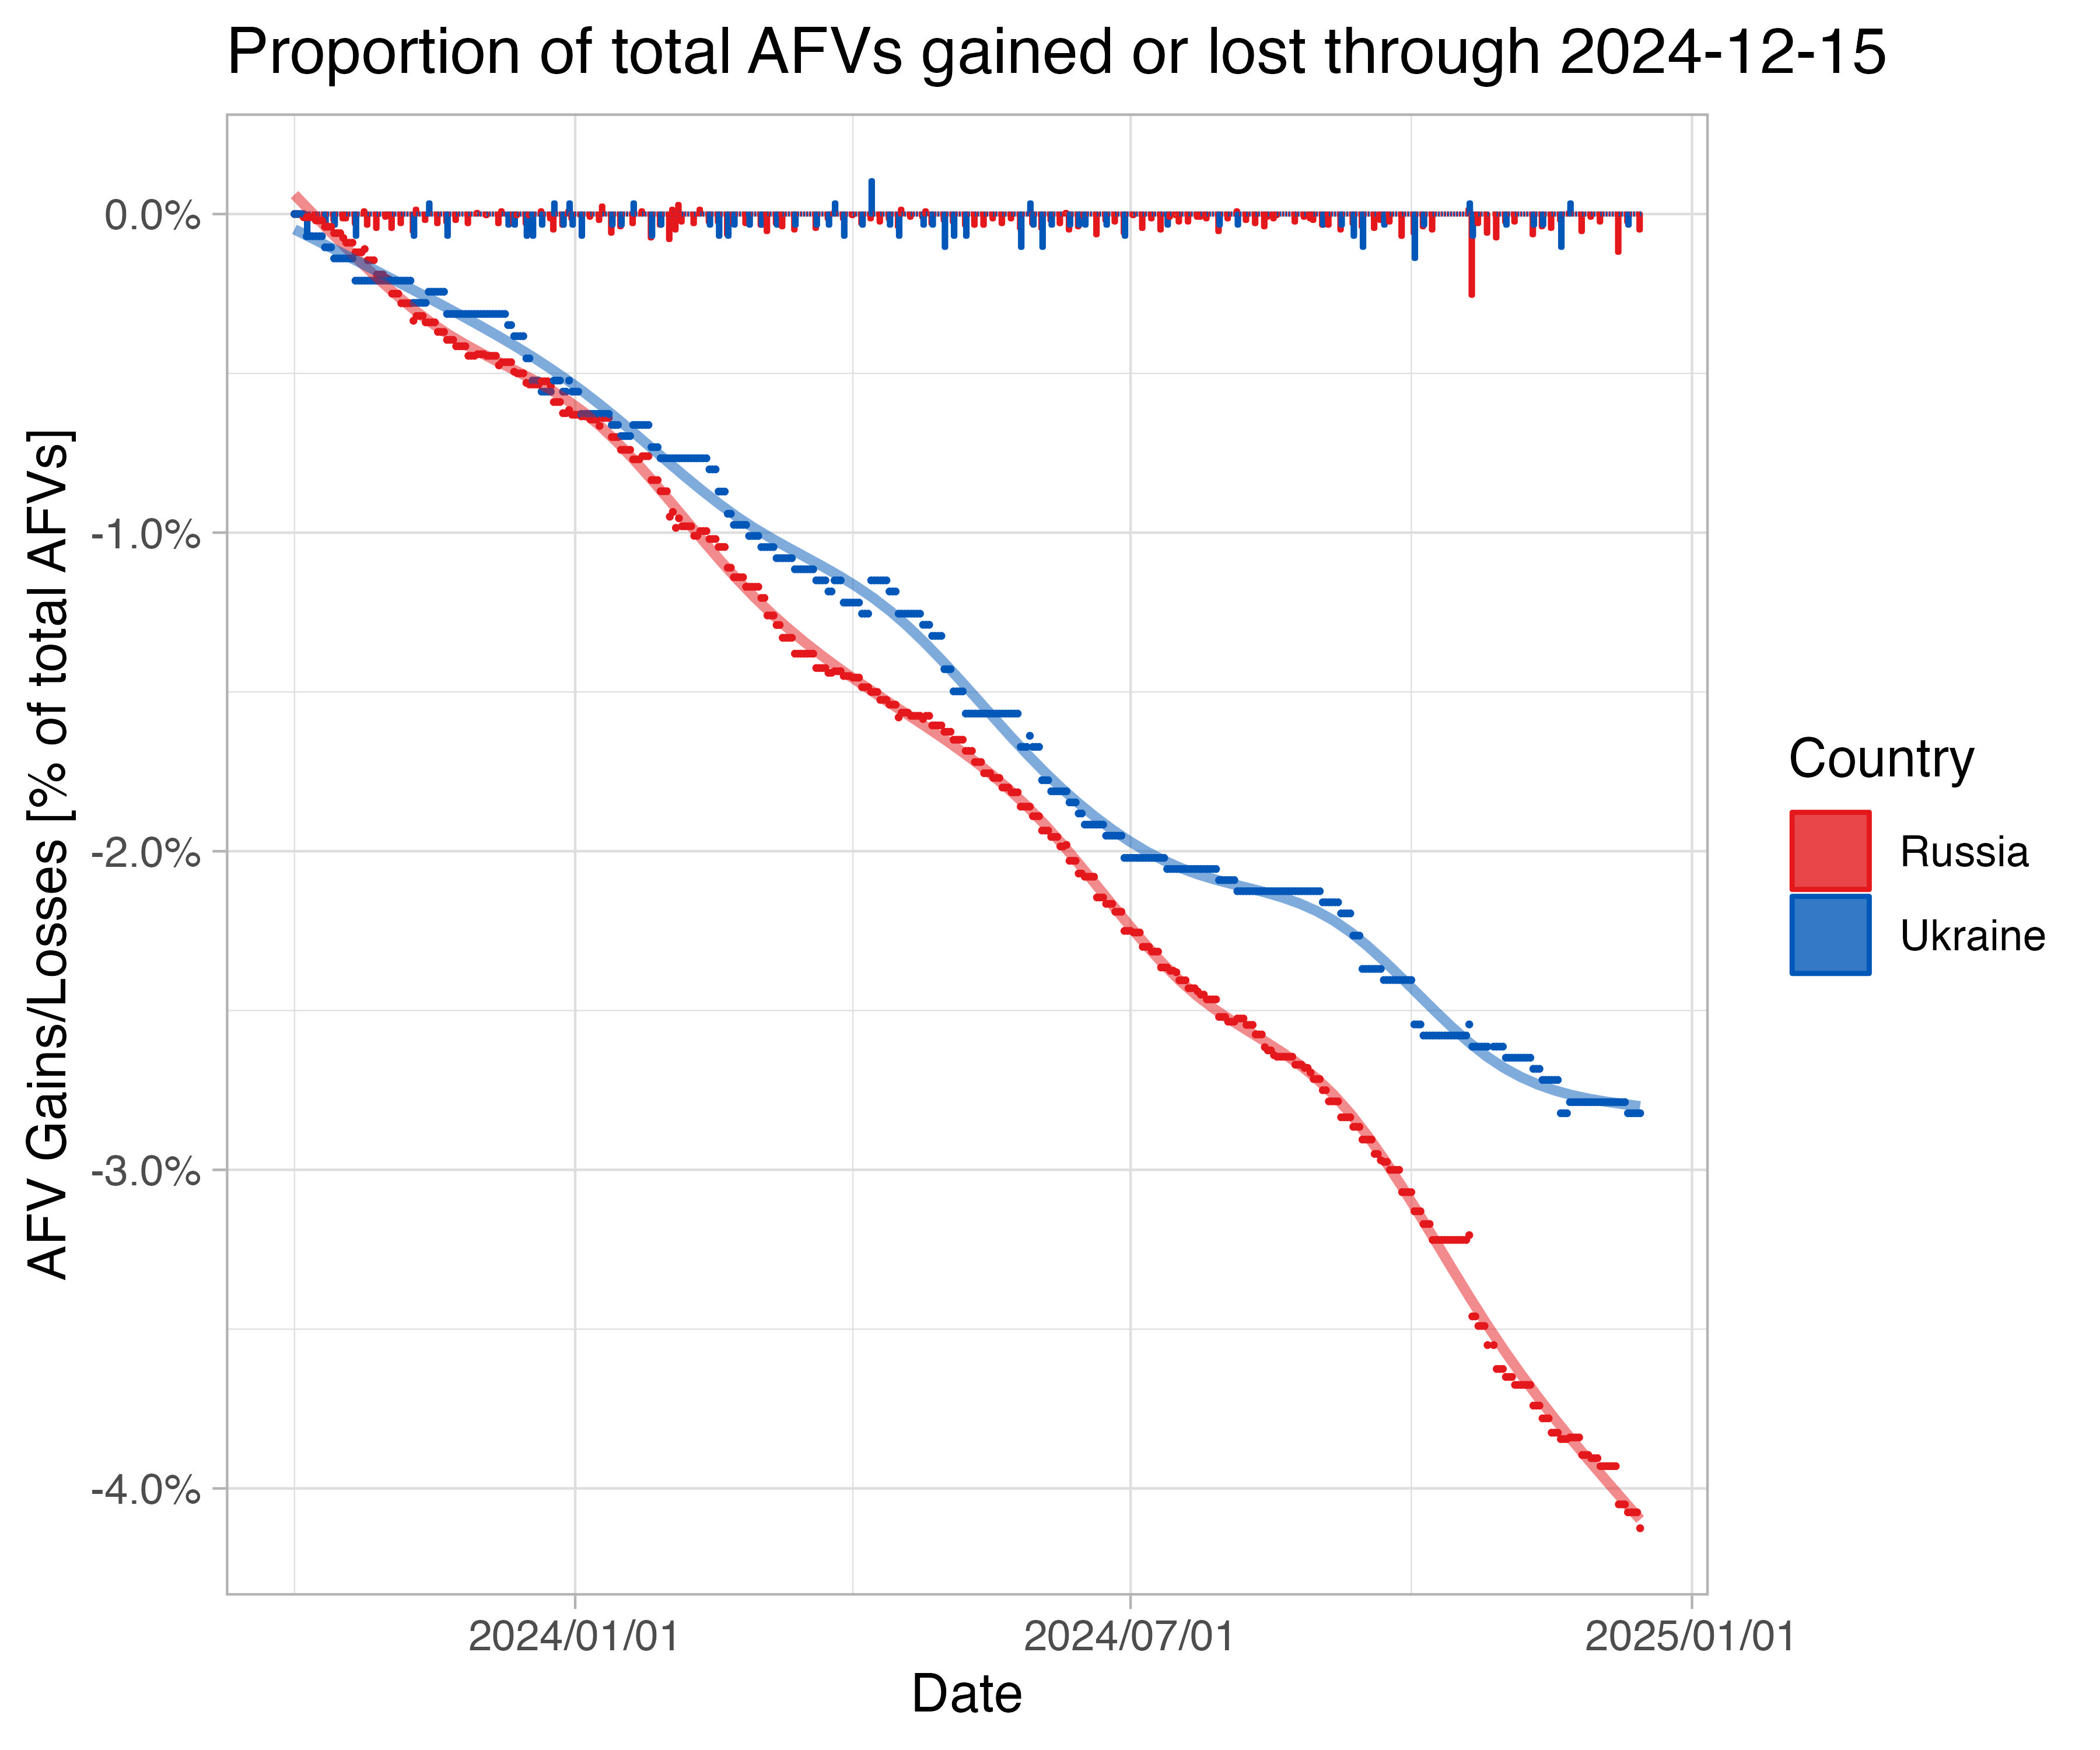 Proportion of total AFVs gained or lost through 2024-12-15
AFV Gains/Losses [% of total AFVs]
0.0%
-1.0%
-2.0%
-3.0%
-4.0%
2024/01/01
2024/07/01
2025/01/01
Date
Country
Russia
Ukraine